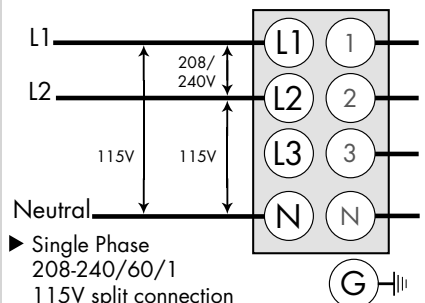 L1 L1 1
208/
240V
L2 L2 2
115V 115V L3 3
Neutral N N
▶ Single Phase
208-240/60/1
115V split connection
G